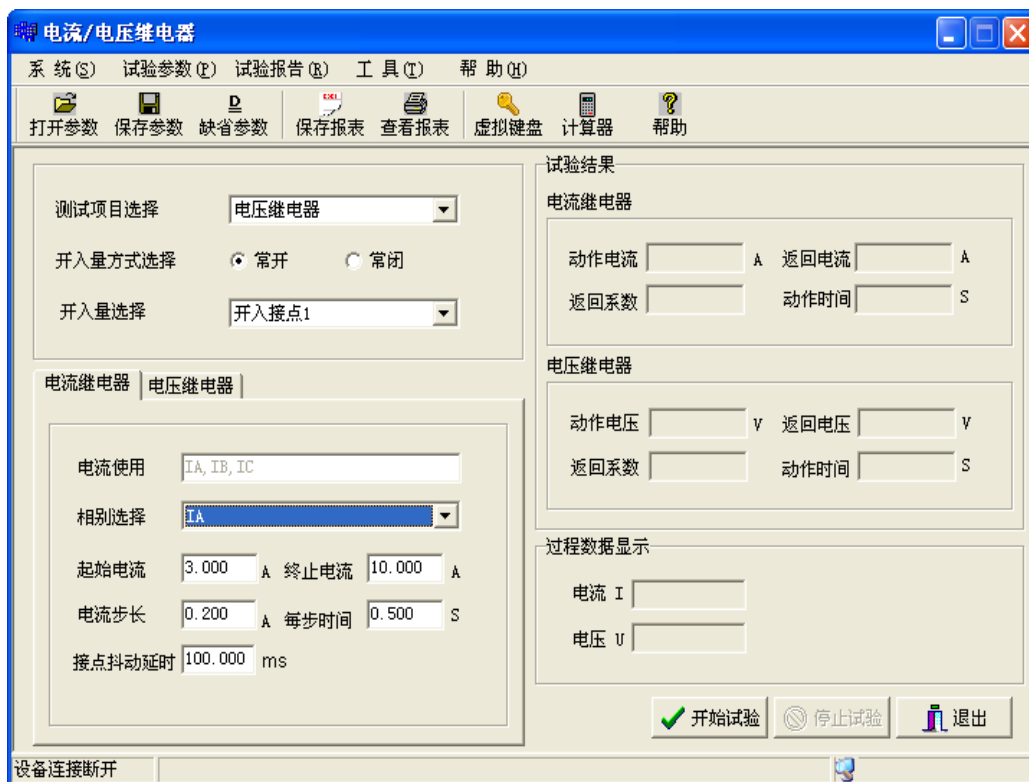 电流/电压继电器
系 统(S) 试验参数(P) 试验报告(R) 工 具(T) 帮 助(H)
D EXL
打开参数 保存参数 缺省参数 保存报表 查看报表 虚拟键盘 计算器 帮助
测试项目选择 电压继电器
开入量方式选择 常开 常闭
开入量选择 开入接点1
电流继电器 电压继电器
电流使用 IA,IB,IC
相别选择 IA
起始电流 3.000 A 终止电流 10.000 A
电流步长 0.200 A 每步时间 0.500 S
接点抖动延时 100.000 ms
试验结果
电流继电器
动作电流 A 返回电流 A
返回系数 动作时间 S
电压继电器
动作电压 V 返回电压 V
返回系数 动作时间 S
过程数据显示
电流 I
电压 U
开始试验 停止试验 退出
设备连接断开